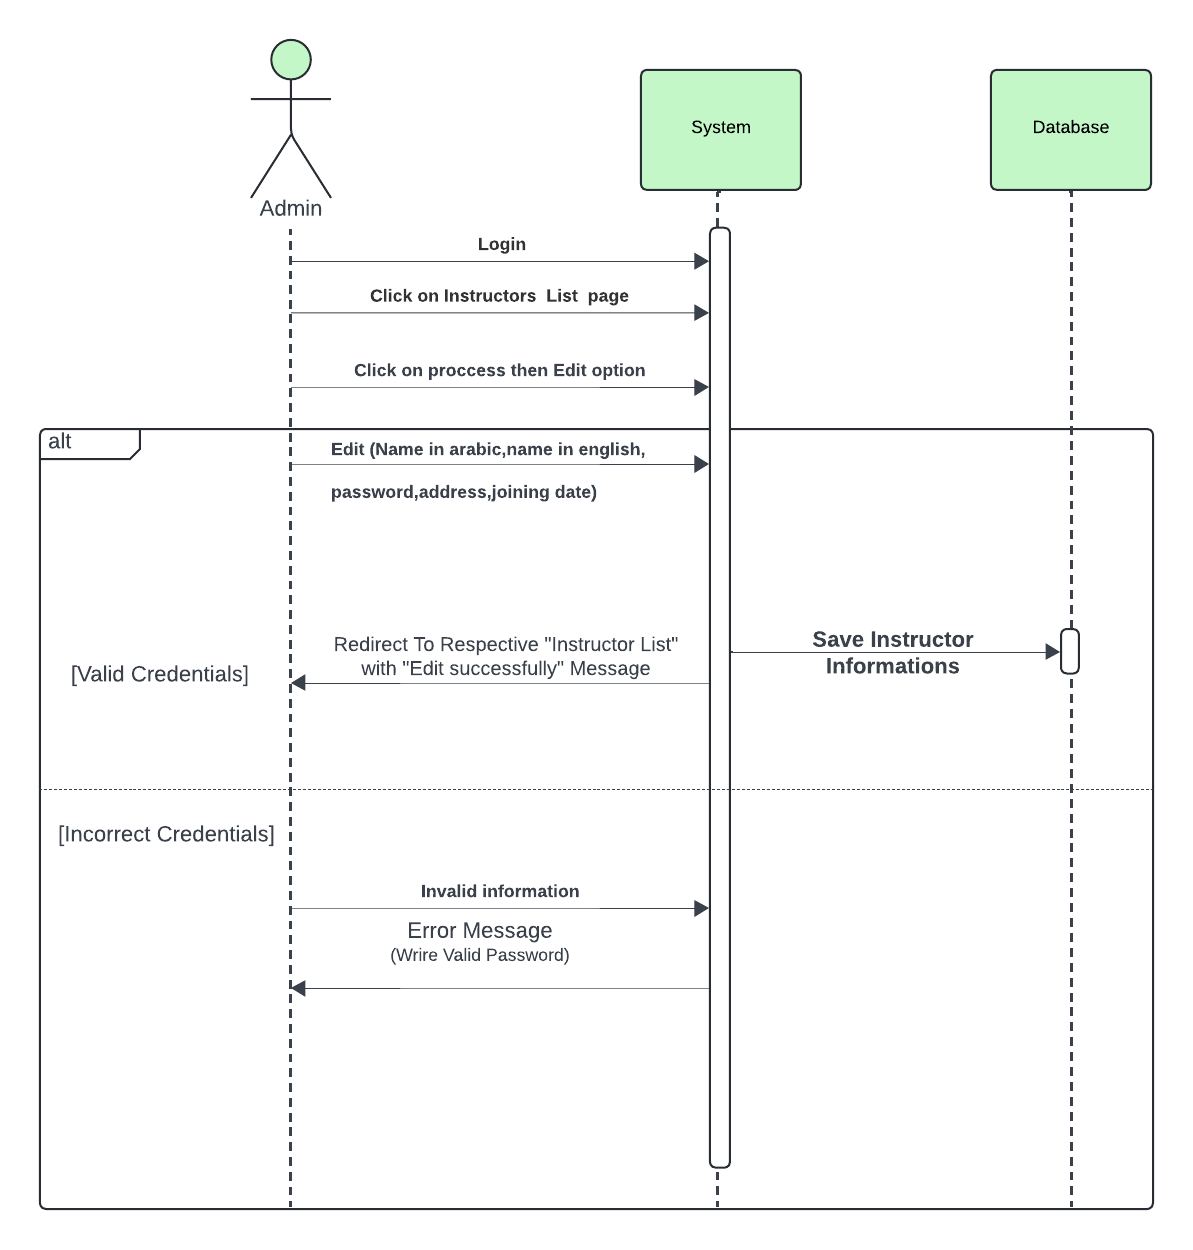 System
Database
Admin
Login
Click on Instructors  List  page
Click on proccess then Edit option
alt
Edit (Name in arabic,name in english,
password,address,joining date)
Save Instructor
Informations
Redirect To Respective "Instructor List"
with "Edit successfully" Message
[Valid Credentials]
[Incorrect Credentials]
Invalid information
Error Message
(Wrire Valid Password)